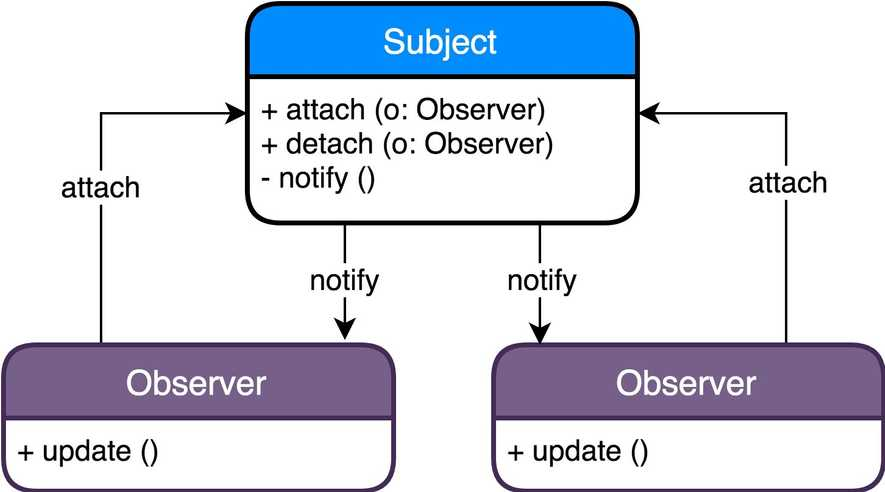 Subject
+ attach (o: Observer)
+ detach (o: Observer)
- notify ()
attach
attach
notify
notify
Observer
+ update ()
Observer
+ update ()